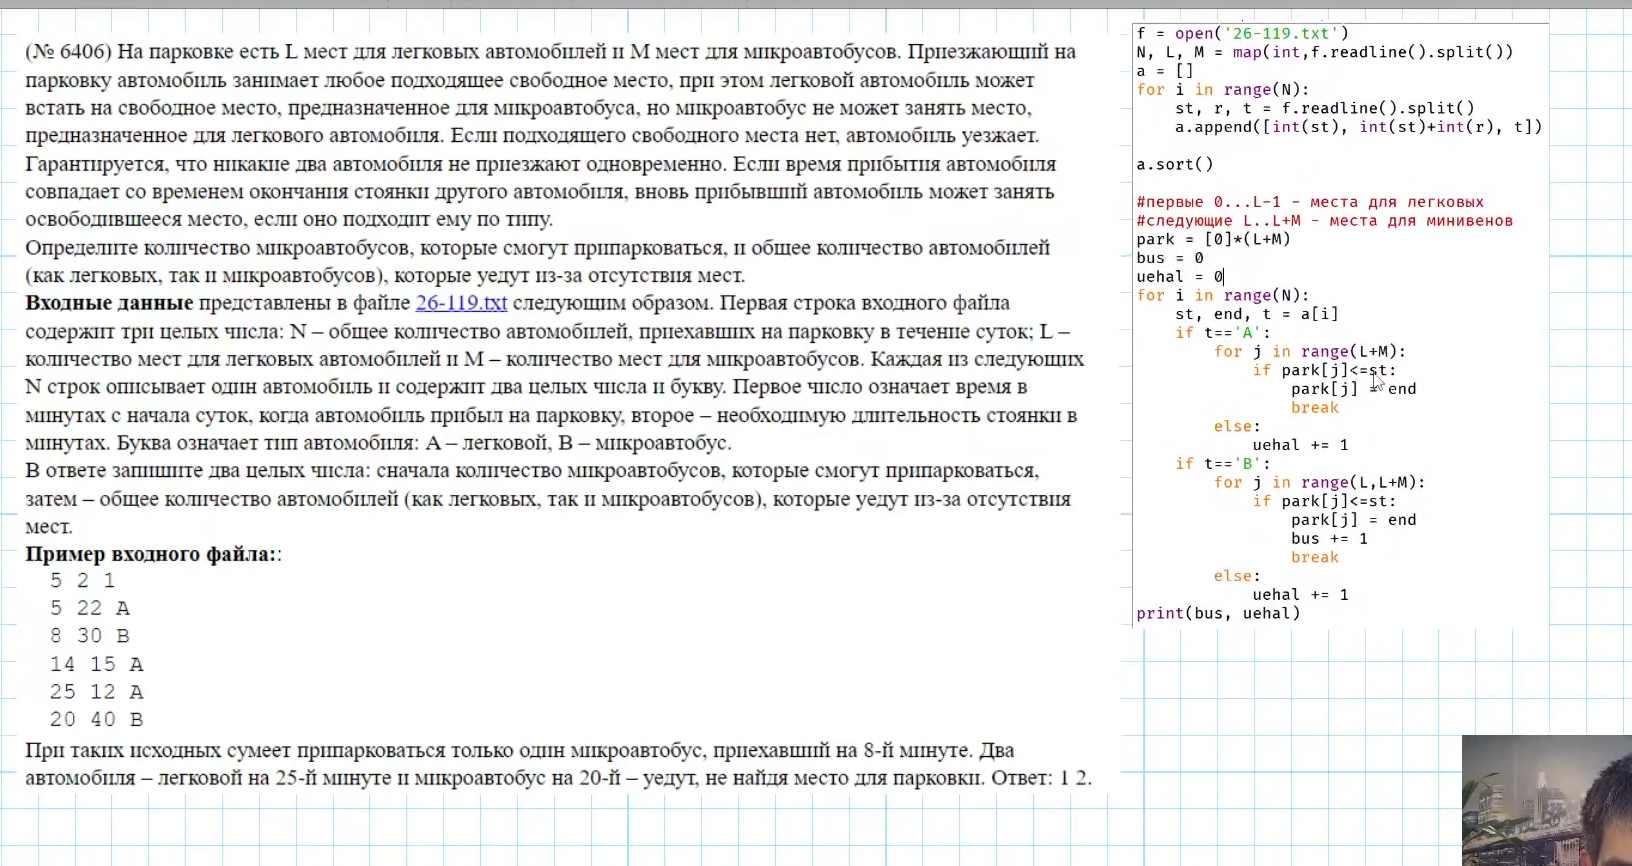 (№ 6406) На парковке есть L мест для легковых автомобилей и M мест для микроавтобусов. Приезжающий на
парковку автомобиль занимает любое подходящее свободное место, при этом легковой автомобиль может
встать на свободное место, предназначенное для микроавтобуса, но микроавтобус не может занять место,
предназначенное для легкового автомобиля. Если подходящего свободного места нет, автомобиль уезжает.
Гарантируется, что никакие два автомобиля не приезжают одновременно. Если время прибытия автомобиля
совпадает со временем окончания стоянки другого автомобиля, вновь прибывший автомобиль может занять
освободившееся место, если оно подходит ему по типу.
Определите количество микроавтобусов, которые смогут припарковаться, и общее количество автомобилей
(как легковых, так и микроавтобусов), которые уедут из-за отсутствия мест.
Входные данные представлены в файле 26-119.txt следующим образом. Первая строка входного файла
содержит три целых числа: N – общее количество автомобилей, приехавших на парковку в течение суток; L –
количество мест для легковых автомобилей и M – количество мест для микроавтобусов. Каждая из следующих
N строк описывает один автомобиль и содержит два целых числа и букву. Первое число означает время в
минутах с начала суток, когда автомобиль прибыл на парковку, второе – необходимую длительность стоянки в
минутах. Буква означает тип автомобиля: A – легковой, B – микроавтобус.
В ответе запишите два целых числа: сначала количество микроавтобусов, которые смогут припарковаться,
затем – общее количество автомобилей (как легковых, так и микроавтобусов), которые уедут из-за отсутствия
мест.
Пример входного файла::
5 2 1
5 22 A
8 30 B
14 15 A
25 12 A
20 40 B
При таких исходных сумеет припарковаться только один микроавтобус, приехавший на 8-й минуте. Два
автомобиля – легковой на 25-й минуте и микроавтобус на 20-й – уедут, не найдя место для парковки. Ответ: 1 2.
f = open('26-119.txt')
N, L, M = map(int,f.readline().split())
a = []
for i in range(N):
    st, r, t = f.readline().split()
    a.append([int(st), int(st)+int(r), t])
a.sort()
#первые 0...L-1 - места для легковых
#следующие L..L+M - места для минивенов
park = [0]*(L+M)
bus = 0
uehal = 0
for i in range(N):
    st, end, t = a[i]
    if t=='A':
        for j in range(L+M):
            if park[j]<=st:
                park[j] = end
                break
        else:
            uehal += 1
    if t=='B':
        for j in range(L,L+M):
            if park[j]<=st:
                park[j] = end
                bus += 1
                break
        else:
            uehal += 1
print(bus, uehal)